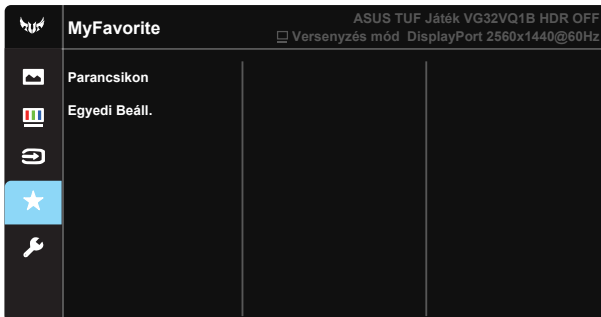 MyFavorite
ASUS TUF Játék VG32VQ1B HDR OFF
Versenyzés mód DisplayPort 2560x1440@60Hz
Parancsikon
Egyedi Beáll.